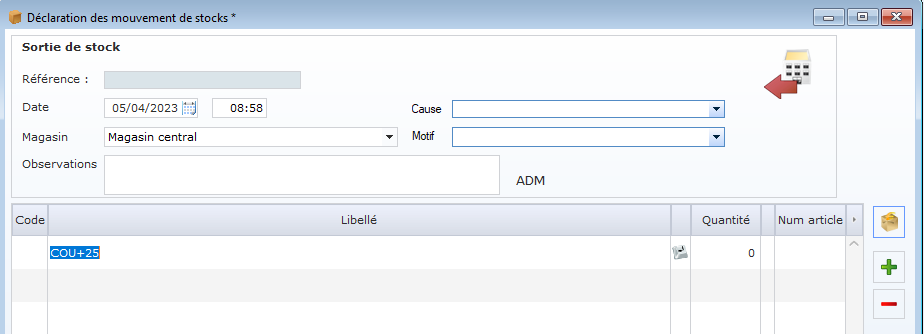 Déclaration des mouvement de stocks *
Sortie de stock
Référence :
Date 05/04/2023 08:58 Cause
Magasin Magasin central Motif
Observations ADM
Code Libellé Quantité Num article
COU+25 0